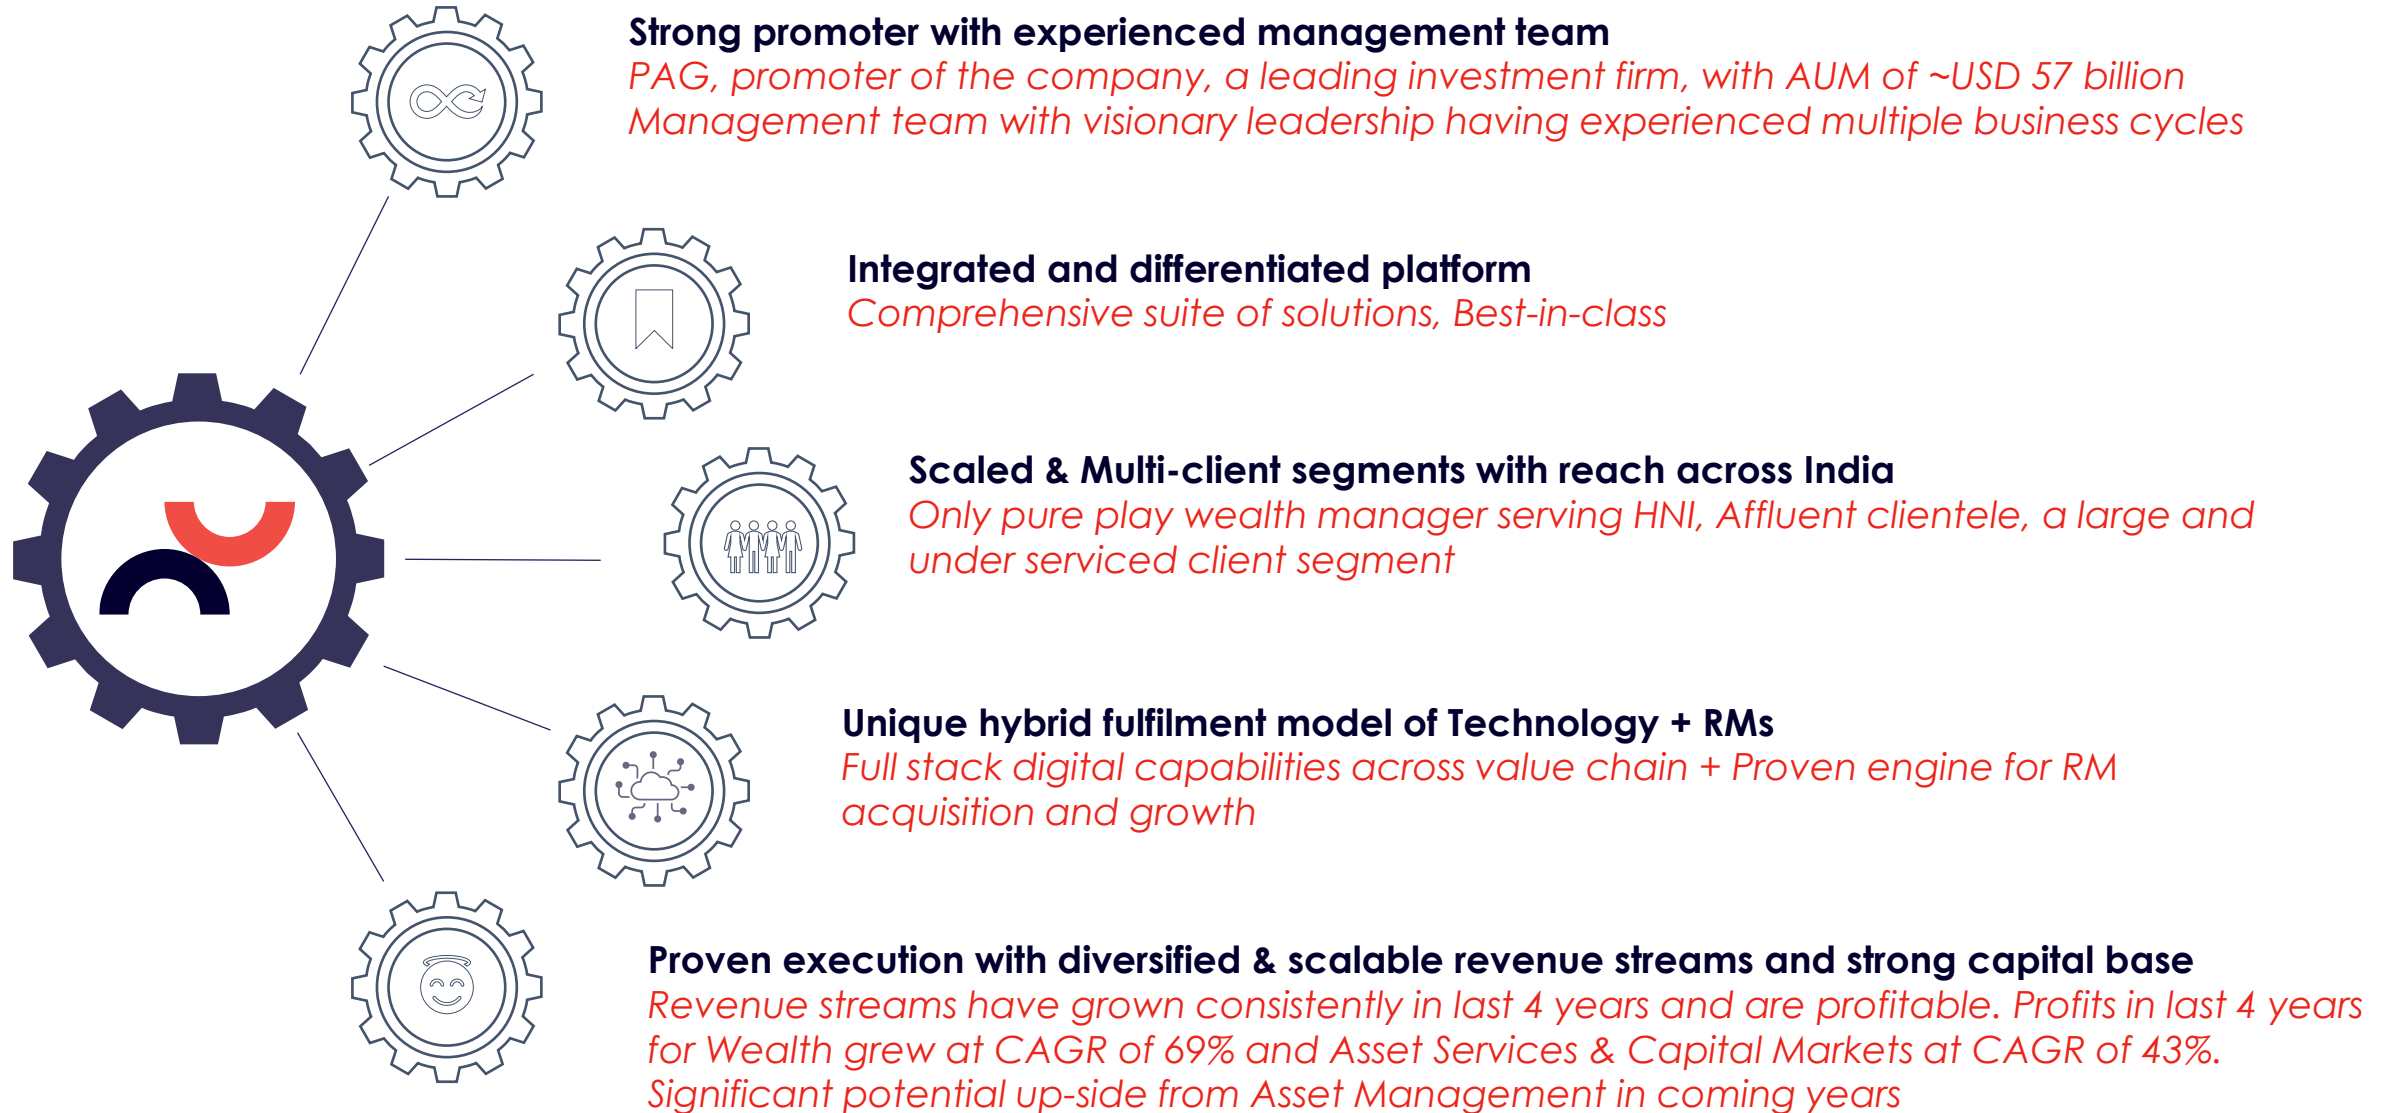 Strong promoter with experienced management team
PAG, promoter of the company, a leading investment firm, with AUM of ~USD 57 billion
Management team with visionary leadership having experienced multiple business cycles
Integrated and differentiated platform
Comprehensive suite of solutions, Best-in-class
Scaled & Multi-client segments with reach across India
Only pure play wealth manager serving HNI, Affluent clientele, a large and
under serviced client segment
Unique hybrid fulfilment model of Technology + RMs
Full stack digital capabilities across value chain + Proven engine for RM
acquisition and growth
Proven execution with diversified & scalable revenue streams and strong capital base
Revenue streams have grown consistently in last 4 years and are profitable. Profits in last 4 years
for Wealth grew at CAGR of 69% and Asset Services & Capital Markets at CAGR of 43%.
Significant potential up-side from Asset Management in coming years